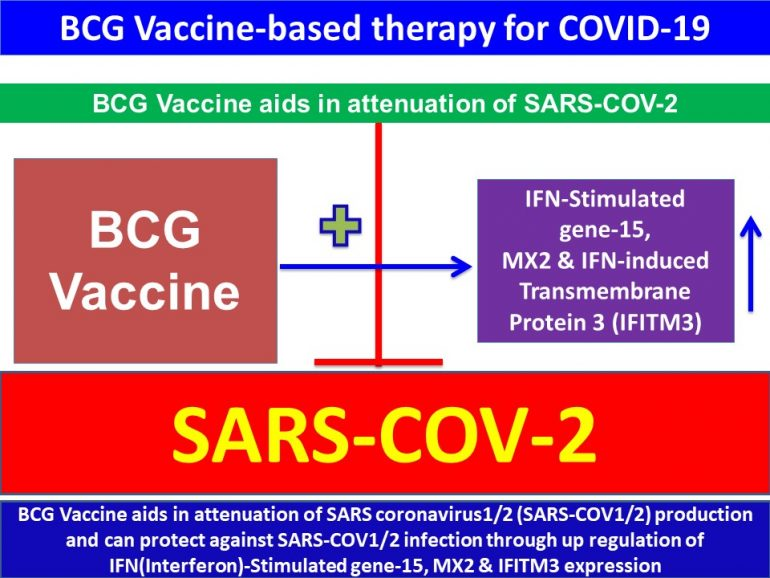 BCG Vaccine-based therapy for COVID-19
BCG Vaccine aids in attenuation of SARS-COV-2
BCG
Vaccine
IFN-Stimulated
gene-15,
MX2 & IFN-induced
Transmembrane
Protein 3 (IFITM3)
SARS-COV-2
BCG Vaccine aids in attenuation of SARS coronavirus1/2 (SARS-COV1/2) production
and can protect against SARS-COV1/2 infection through up regulation of
IFN(Interferon)-Stimulated gene-15, MX2 & IFITM3 expression